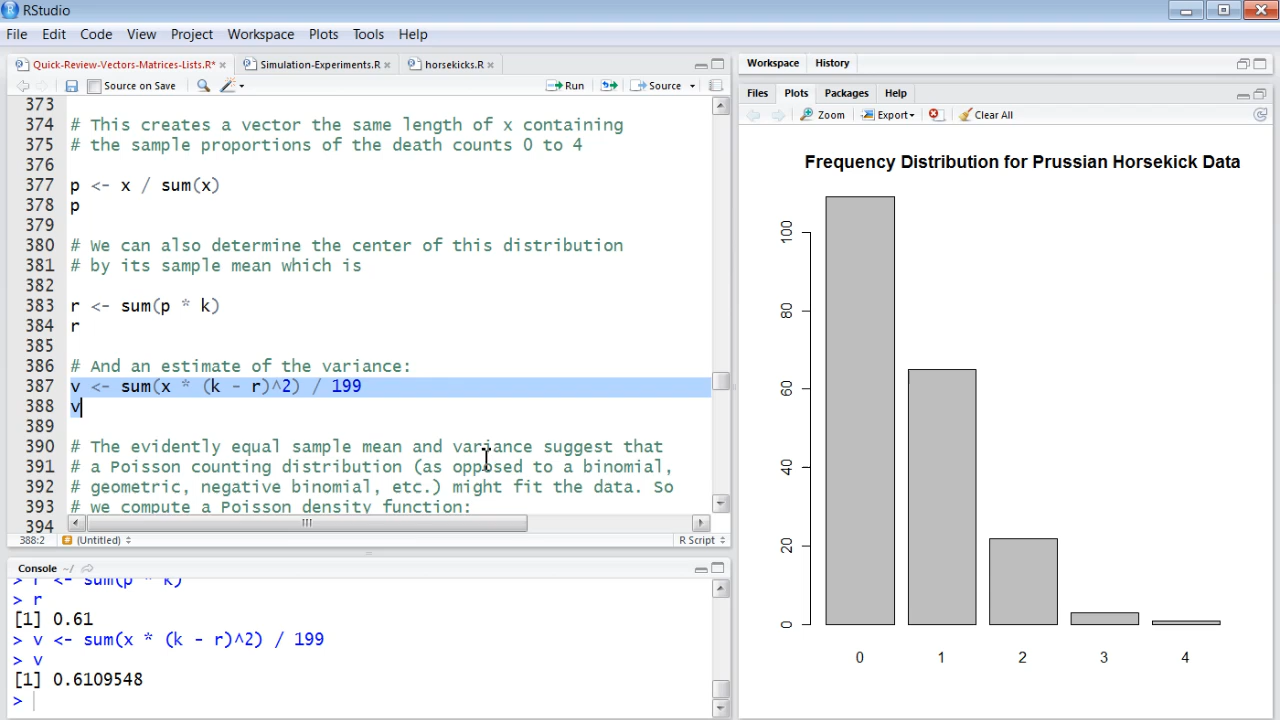 RStudio
File Edit Code View Project Workspace Plots Tools Help
Quick-Review-Vectors-Matrices-Lists.R* × Simulation-Experiments.R × horsekicks.R ×
Source on Save Run Source
373
374 # This creates a vector the same length of x containing
375 # the sample proportions of the death counts 0 to 4
376
377 p <- x / sum(x)
378 p
379
380 # We can also determine the center of this distribution
381 # by its sample mean which is
382
383 r <- sum(p * k)
384 r
385
386 # And an estimate of the variance:
387 v <- sum(x * (k - r)^2) / 199
388 v
389
390 # The evidently equal sample mean and variance suggest that
391 # a Poisson counting distribution (as opposed to a binomial,
392 # geometric, negative binomial, etc.) might fit the data. So
393 # we compute a Poisson density function:
394
388:2 (Untitled) R Script
Console ~/
> r <- sum(p * k)
> r
[1] 0.61
> v <- sum(x * (k - r)^2) / 199
> v
[1] 0.6109548
>
Workspace History
Files Plots Packages Help
Zoom Export Clear All
Frequency Distribution for Prussian Horsekick Data
100
80
60
40
20
0
0 1 2 3 4